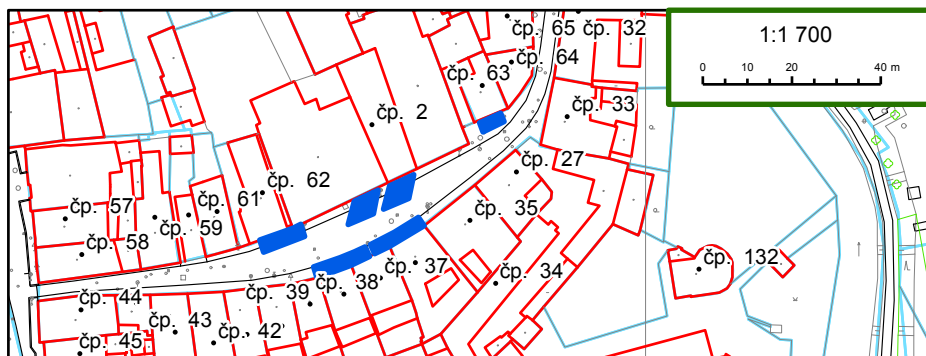 čp. 65
čp. 32
1:1 700
čp. 64
čp. 63
0 10 20 40 m
čp. 2
čp. 33
čp. 27
čp. 62
čp. 61
čp. 57
čp. 35
čp. 59
čp. 58
čp. 132
čp. 37
čp. 34
čp. 38
čp. 39
čp. 44
čp. 43
čp. 42
čp. 45